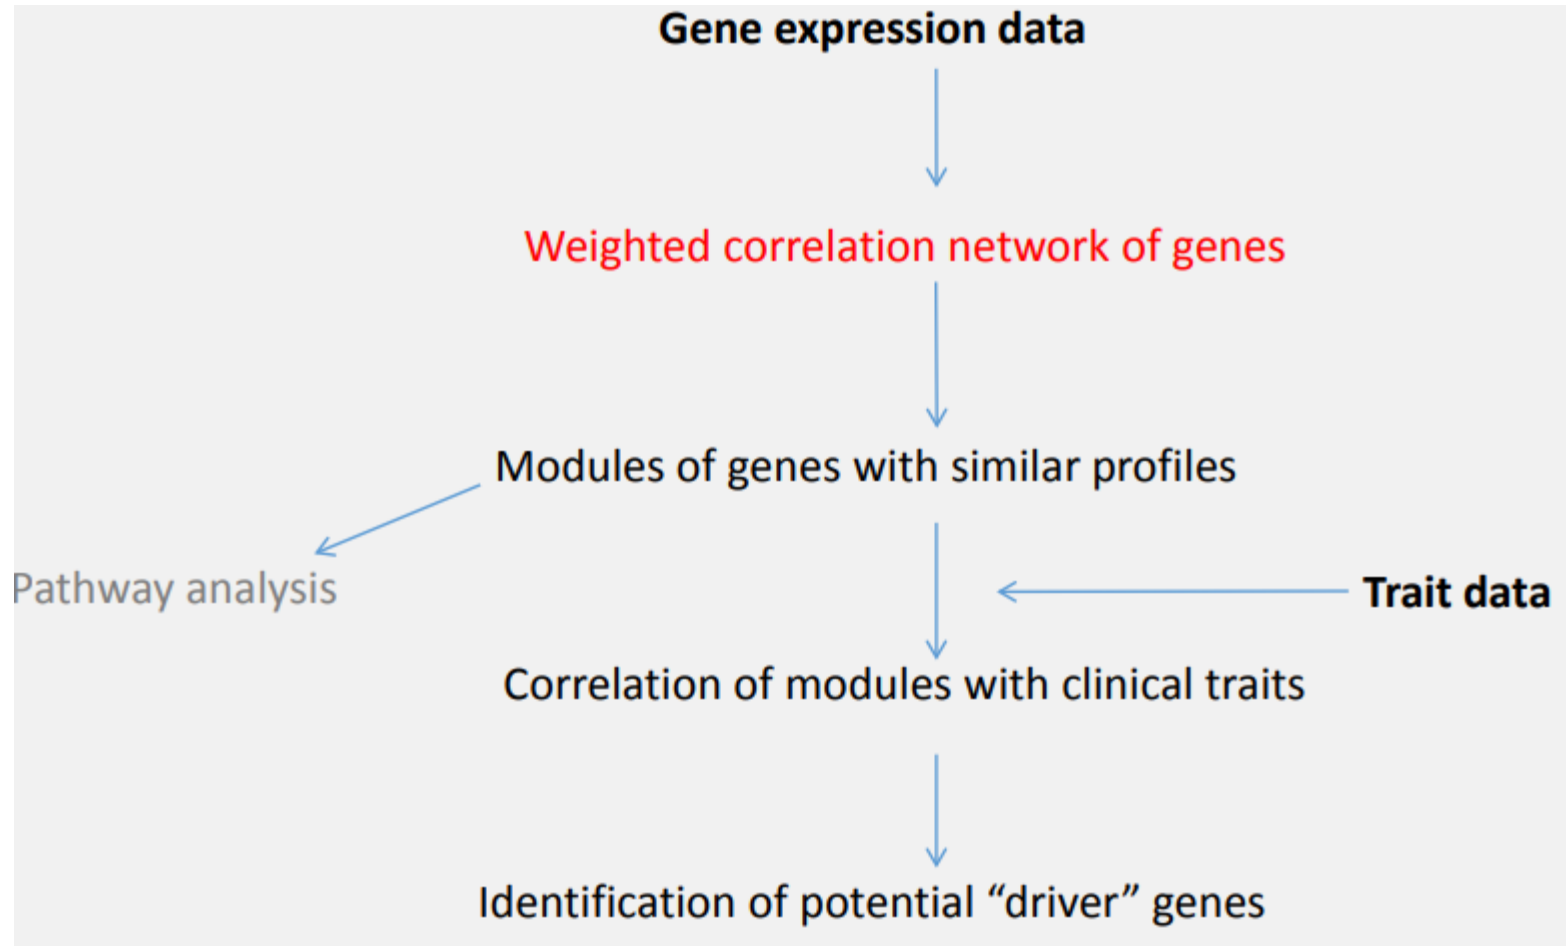 Gene expression data
Weighted correlation network of genes
Modules of genes with similar profiles
Pathway analysis
Trait data
Correlation of modules with clinical traits
Identification of potential “driver” genes